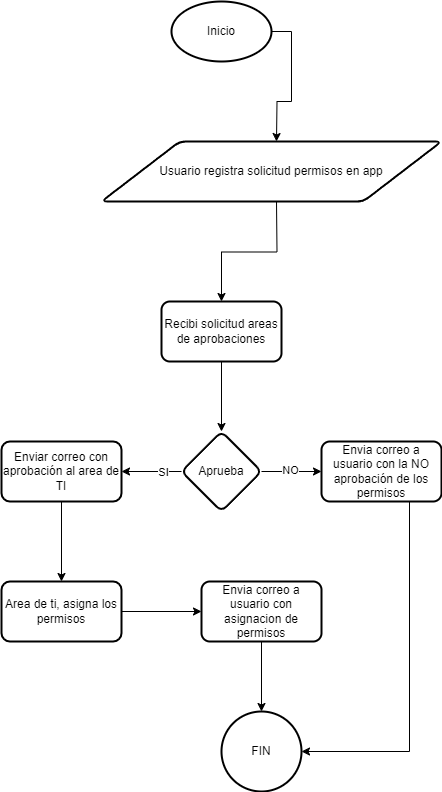 Inicio
Usuario registra solicitud permisos en app
Recibi solicitud areas
de aprobaciones
Enviar correo con
aprobación al area de
TI
SI
Aprueba
NO
Envia correo a
usuario con la NO
aprobación de los
permisos
Area de ti, asigna los
permisos
Envia correo a
usuario con
asignacion de
permisos
FIN